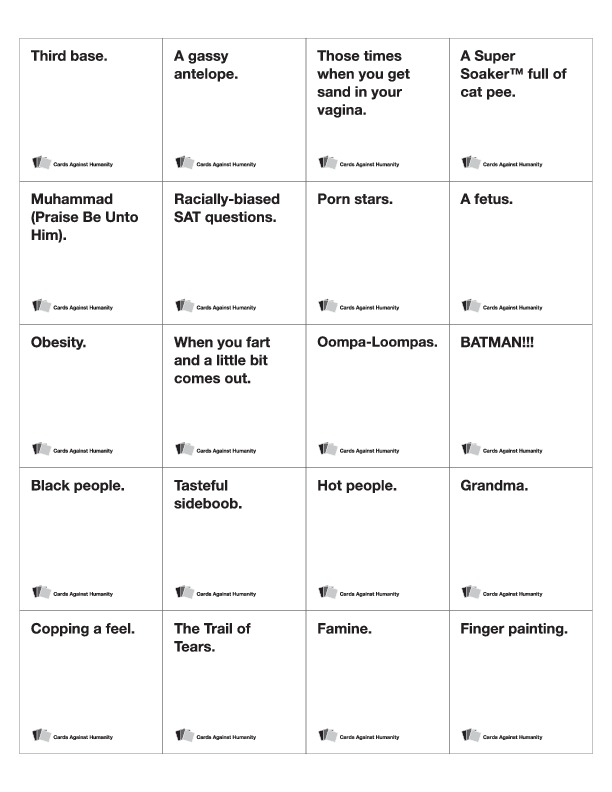 Third base.
A gassy
antelope.
Those times
when you get
sand in your
vagina.
A Super
Soaker™ full of
cat pee.
Cards Against Humanity
Cards Against Humanity
Cards Against Humanity
Cards Against Humanity
Muhammad
(Praise Be Unto
Him).
Racially-biased
SAT questions.
Porn stars.
A fetus.
Cards Against Humanity
Cards Against Humanity
Cards Against Humanity
Cards Against Humanity
Obesity.
When you fart
and a little bit
comes out.
Oompa-Loompas.
BATMAN!!!
Cards Against Humanity
Cards Against Humanity
Cards Against Humanity
Cards Against Humanity
Black people.
Tasteful
sideboob.
Hot people.
Grandma.
Cards Against Humanity
Cards Against Humanity
Cards Against Humanity
Cards Against Humanity
Copping a feel.
The Trail of
Tears.
Famine.
Finger painting.
Cards Against Humanity
Cards Against Humanity
Cards Against Humanity
Cards Against Humanity